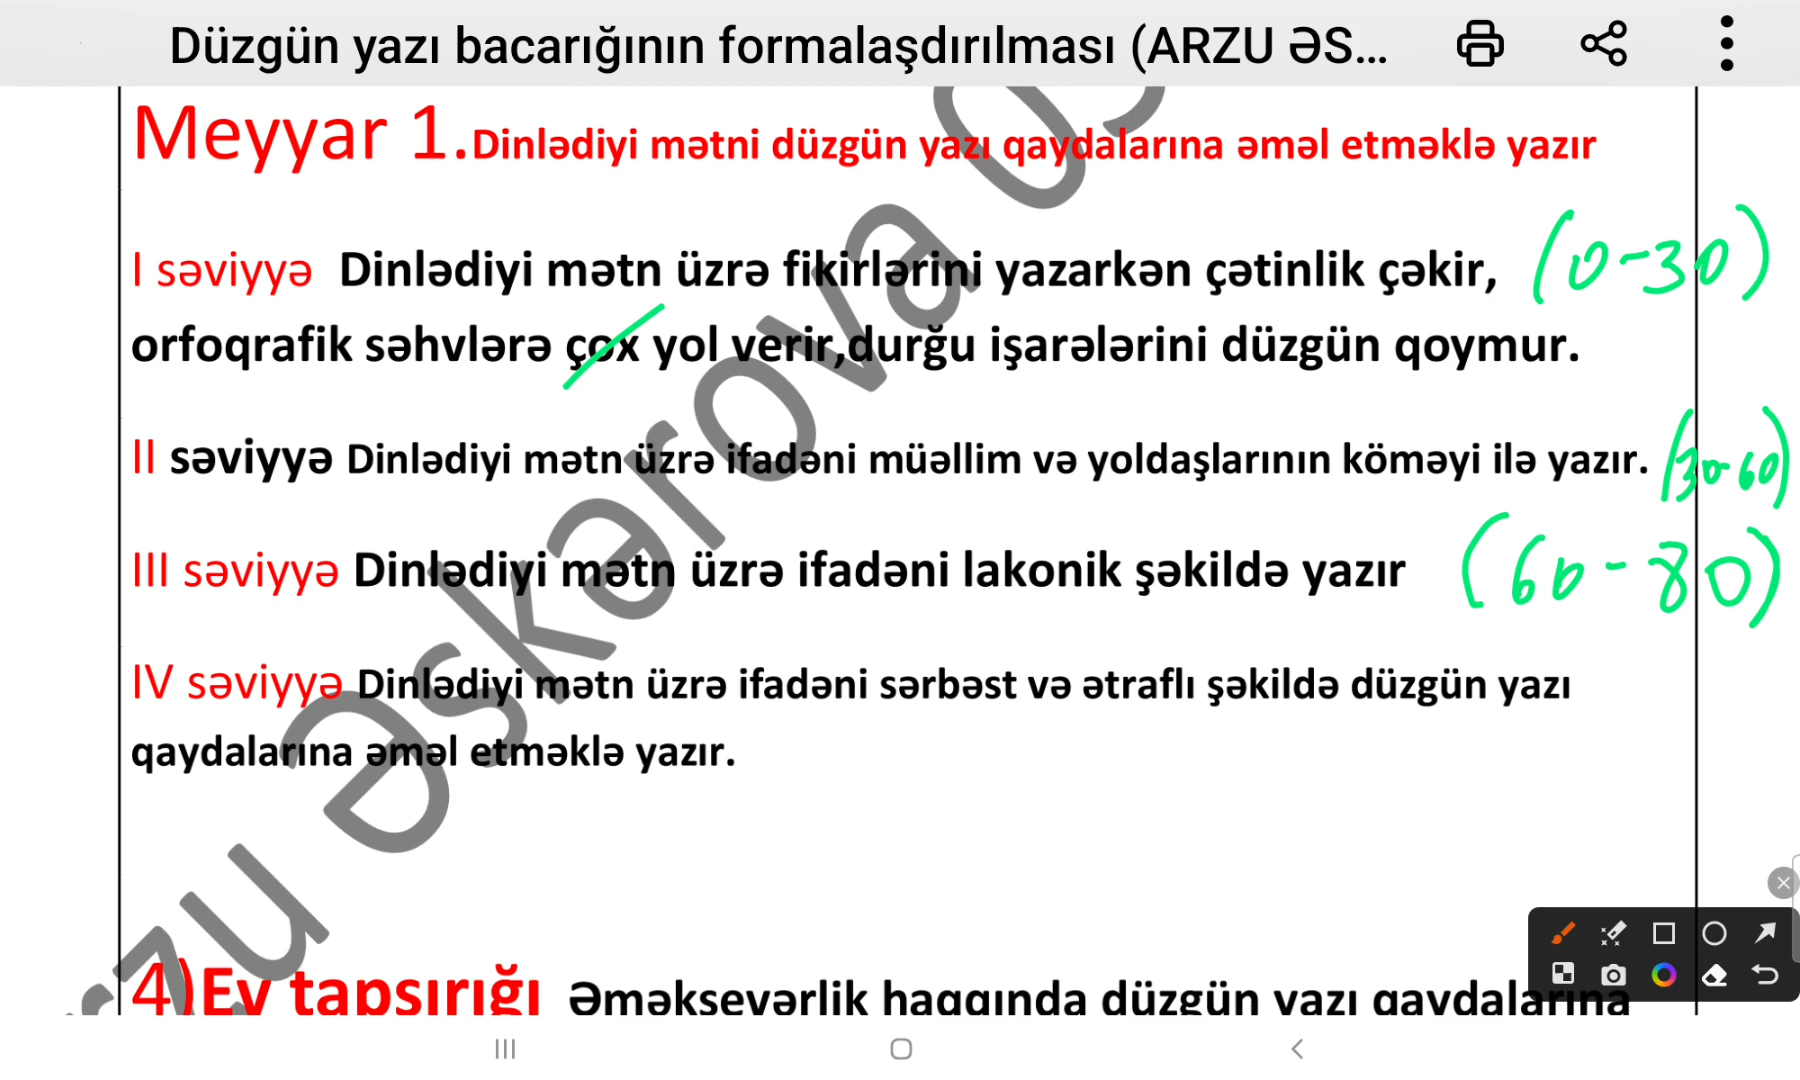 Düzgün yazı bacarığının formalaşdırılması (ARZU ƏS...
Meyyar 1.Dinlədiyi mətni düzgün yazı qaydalarına əməl etməklə yazır
I səviyyə Dinlədiyi mətn üzrə fikirlərini yazarkən çətinlik çəkir, (0-30)
orfoqrafik səhvlərə çox yol verir,durğu işarələrini düzgün qoymur.
II səviyyə Dinlədiyi mətn üzrə ifadəni müəllim və yoldaşlarının köməyi ilə yazır. (30-60)
III səviyyə Dinlədiyi mətn üzrə ifadəni lakonik şəkildə yazır (60-80)
IV səviyyə Dinlədiyi mətn üzrə ifadəni sərbəst və ətraflı şəkildə düzgün yazı
qaydalarına əməl etməklə yazır.
4)Ev tapşırığı Əməksevərlik haqqında düzgün yazı qaydalarına
Arzu Əskərova